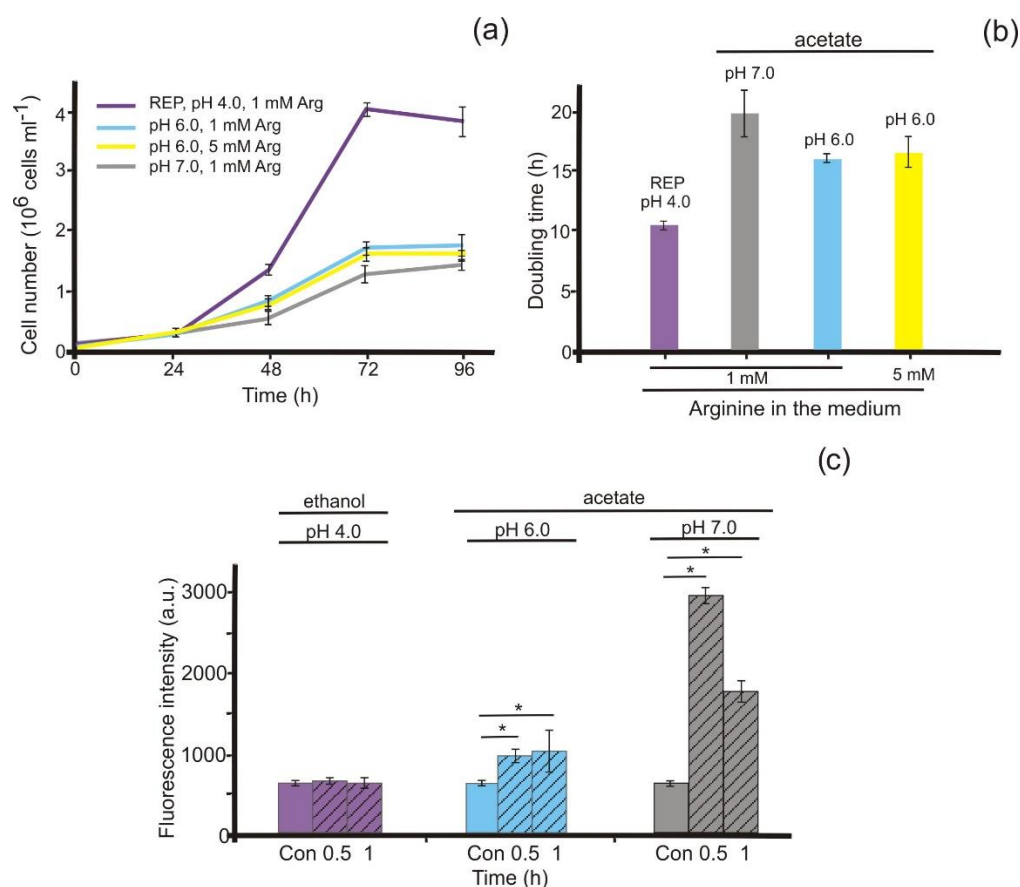 (a)
REP, pH 4.0, 1 mM Arg
pH 6.0, 1 mM Arg
pH 6.0, 5 mM Arg
pH 7.0, 1 mM Arg
Cell number (10⁶ cells ml⁻¹)
4
2
1
0
0 24 48 72 96
Time (h)
(b)
acetate
pH 7.0
pH 6.0
pH 6.0
REP
pH 4.0
Doubling time (h)
20
15
10
5
0
1 mM
5 mM
Arginine in the medium
(c)
ethanol
acetate
pH 4.0
pH 6.0
pH 7.0
* *
* *
Fluorescence intensity (a.u.)
3000
2000
1000
0
Con 0.5 1
Con 0.5 1
Con 0.5 1
Time (h)